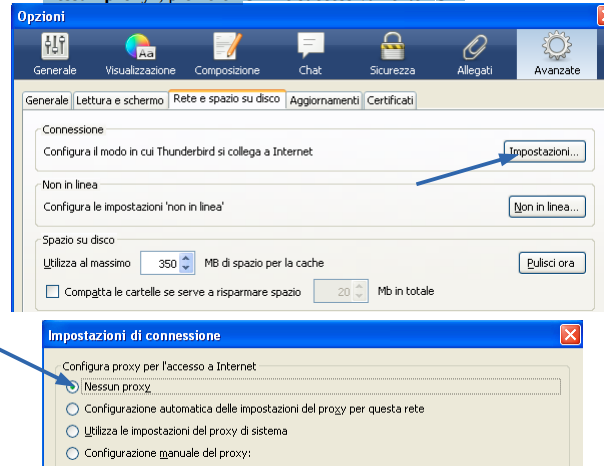 Opzioni
Generale Visualizzazione Composizione Chat Sicurezza Allegati Avanzate
Generale Lettura e schermo Rete e spazio su disco Aggiornamenti Certificati
Connessione
Configura il modo in cui Thunderbird si collega a Internet Impostazioni...
Non in linea
Configura le impostazioni 'non in linea' Non in linea...
Spazio su disco
Utilizza al massimo 350 MB di spazio per la cache Pulisci ora
Compatta le cartelle se serve a risparmare spazio 20 Mb in totale
Impostazioni di connessione
Configura proxy per l'accesso a Internet
Nessun proxy
Configurazione automatica delle impostazioni del proxy per questa rete
Utilizza le impostazioni del proxy di sistema
Configurazione manuale del proxy: